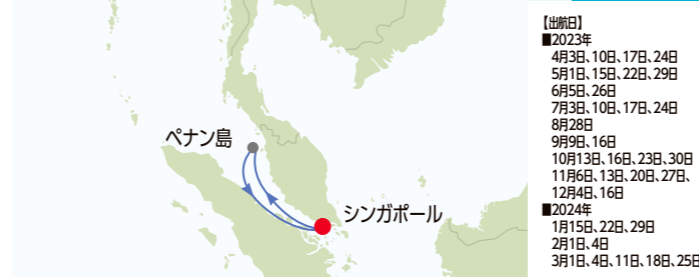 ペナン島
シンガポール
【出航日】
■2023年
4月3日、10日、17日、24日
5月1日、15日、22日、29日
6月5日、26日
7月3日、10日、17日、24日
8月28日
9月9日、16日
10月13日、16日、23日、30日
11月6日、13日、20日、27日、
12月4日、16日
■2024年
1月15日、22日、29日
2月1日、4日
3月1日、4日、11日、18日、25日